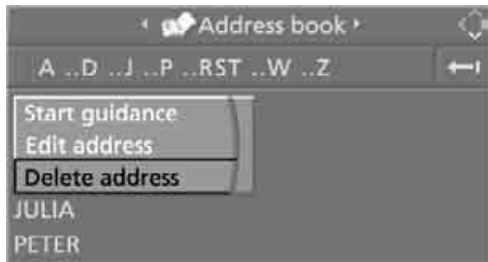 Address book
A ..D ..J ..P ..RST ..W ..Z
Start guidance
Edit address
Delete address
JULIA
PETER